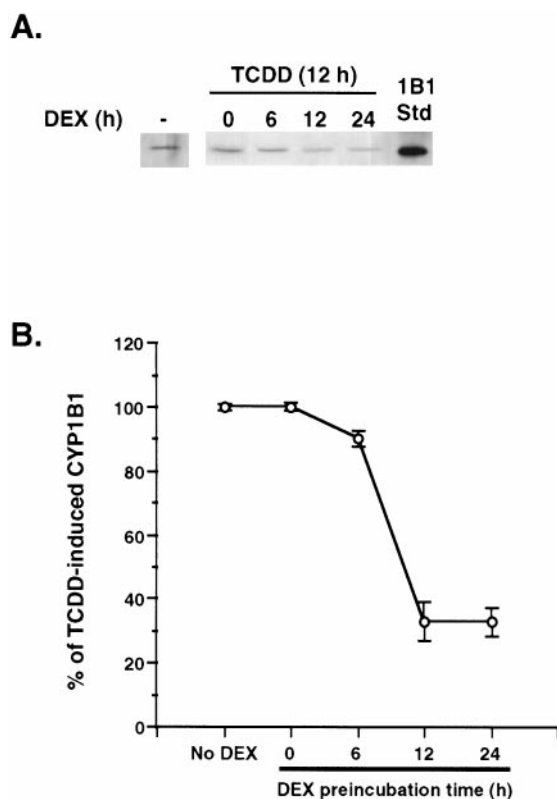 A.
TCDD (12 h)
1B1
Std
DEX (h)
-
0 6 12 24
B.
% of TCDD-induced CYP1B1
120
100
80
60
40
20
0
No DEX 0 6 12 24
DEX preincubation time (h)